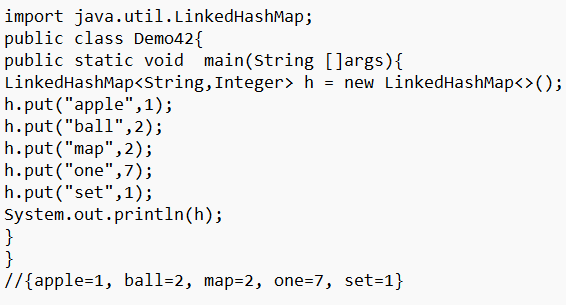 import java.util.LinkedHashMap;
public class Demo42{
public static void  main(String []args){
LinkedHashMap<String,Integer> h = new LinkedHashMap<>();
h.put("apple",1);
h.put("ball",2);
h.put("map",2);
h.put("one",7);
h.put("set",1);
System.out.println(h);
}
}
//{apple=1, ball=2, map=2, one=7, set=1}